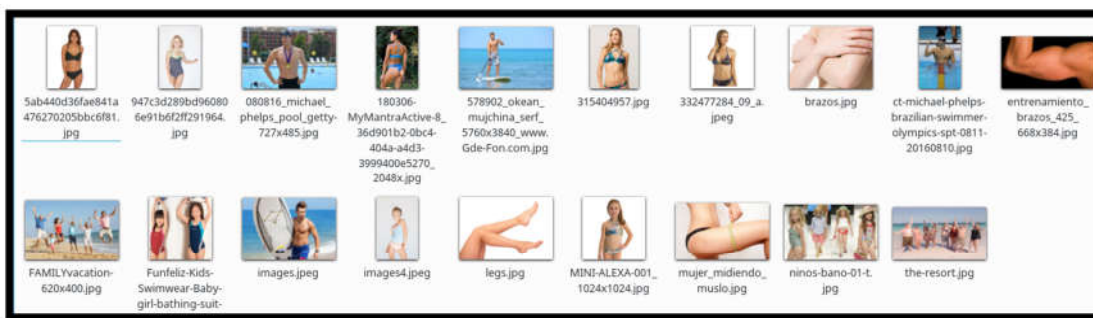 5ab440d36fae841a
476270205bbc6f81.
jpg
947c3d289bd96080
6e91b6f2ff291964.
jpg
080816_michael_
phelps_pool_getty-
727x485.jpg
180306-
MyMantraActive-8_
36d901b2-0bc4-
404a-a4d3-
3999400e5270_
2048x.jpg
578902_okean_
mujchina_serf_
5760x3840_www.
Gde-Fon.com.jpg
315404957.jpg
332477284_09_a.
jpeg
brazos.jpg
ct-michael-phelps-
brazilian-swimmer-
olympics-spt-0811-
20160810.jpg
entrenamiento_
brazos_425_
668x384.jpg
FAMILYvacation-
620x400.jpg
Funfeliz-Kids-
Swimwear-Baby-
girl-bathing-suit-
images.jpeg
images4.jpeg
legs.jpg
MINI-ALEXA-001_
1024x1024.jpg
mujer_midiendo_
muslo.jpg
ninos-bano-01-t.
jpg
the-resort.jpg